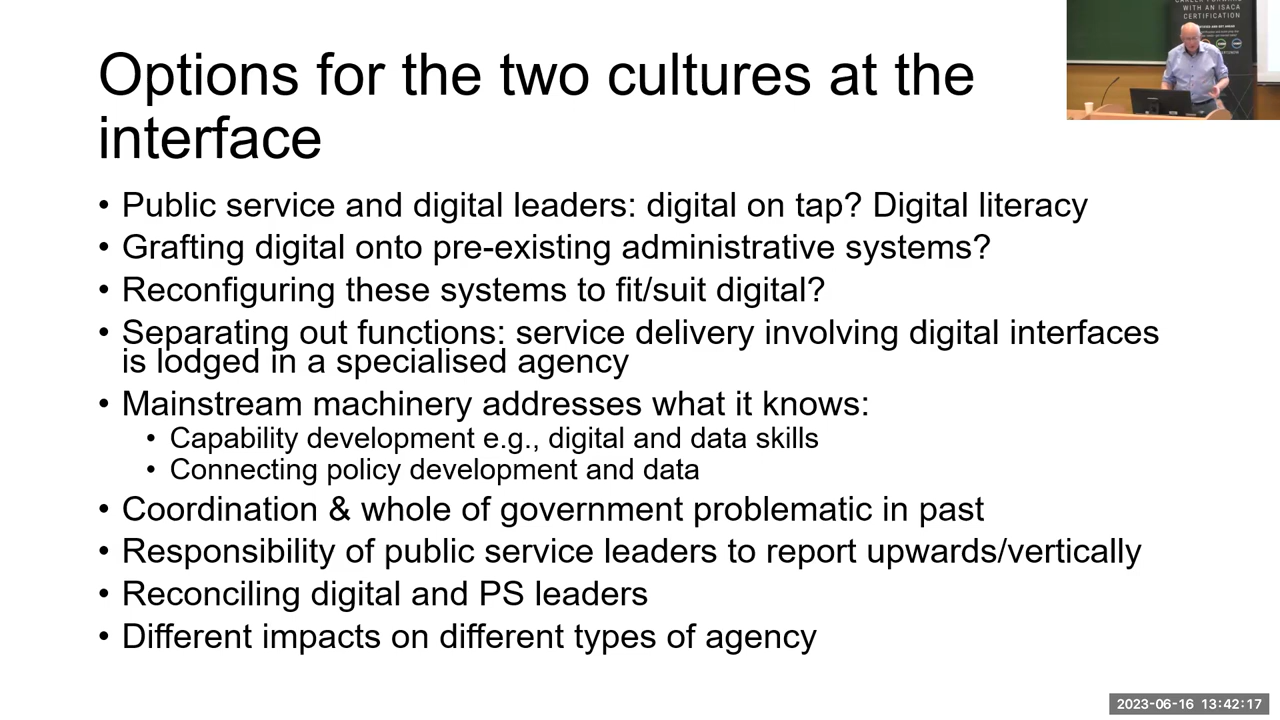 Options for the two cultures at the
interface
• Public service and digital leaders: digital on tap? Digital literacy
• Grafting digital onto pre-existing administrative systems?
• Reconfiguring these systems to fit/suit digital?
• Separating out functions: service delivery involving digital interfaces
is lodged in a specialised agency
• Mainstream machinery addresses what it knows:
• Capability development e.g., digital and data skills
• Connecting policy development and data
• Coordination & whole of government problematic in past
• Responsibility of public service leaders to report upwards/vertically
• Reconciling digital and PS leaders
• Different impacts on different types of agency
WITH AN ISACA
CERTIFICATION
2023-06-16 13:42:17